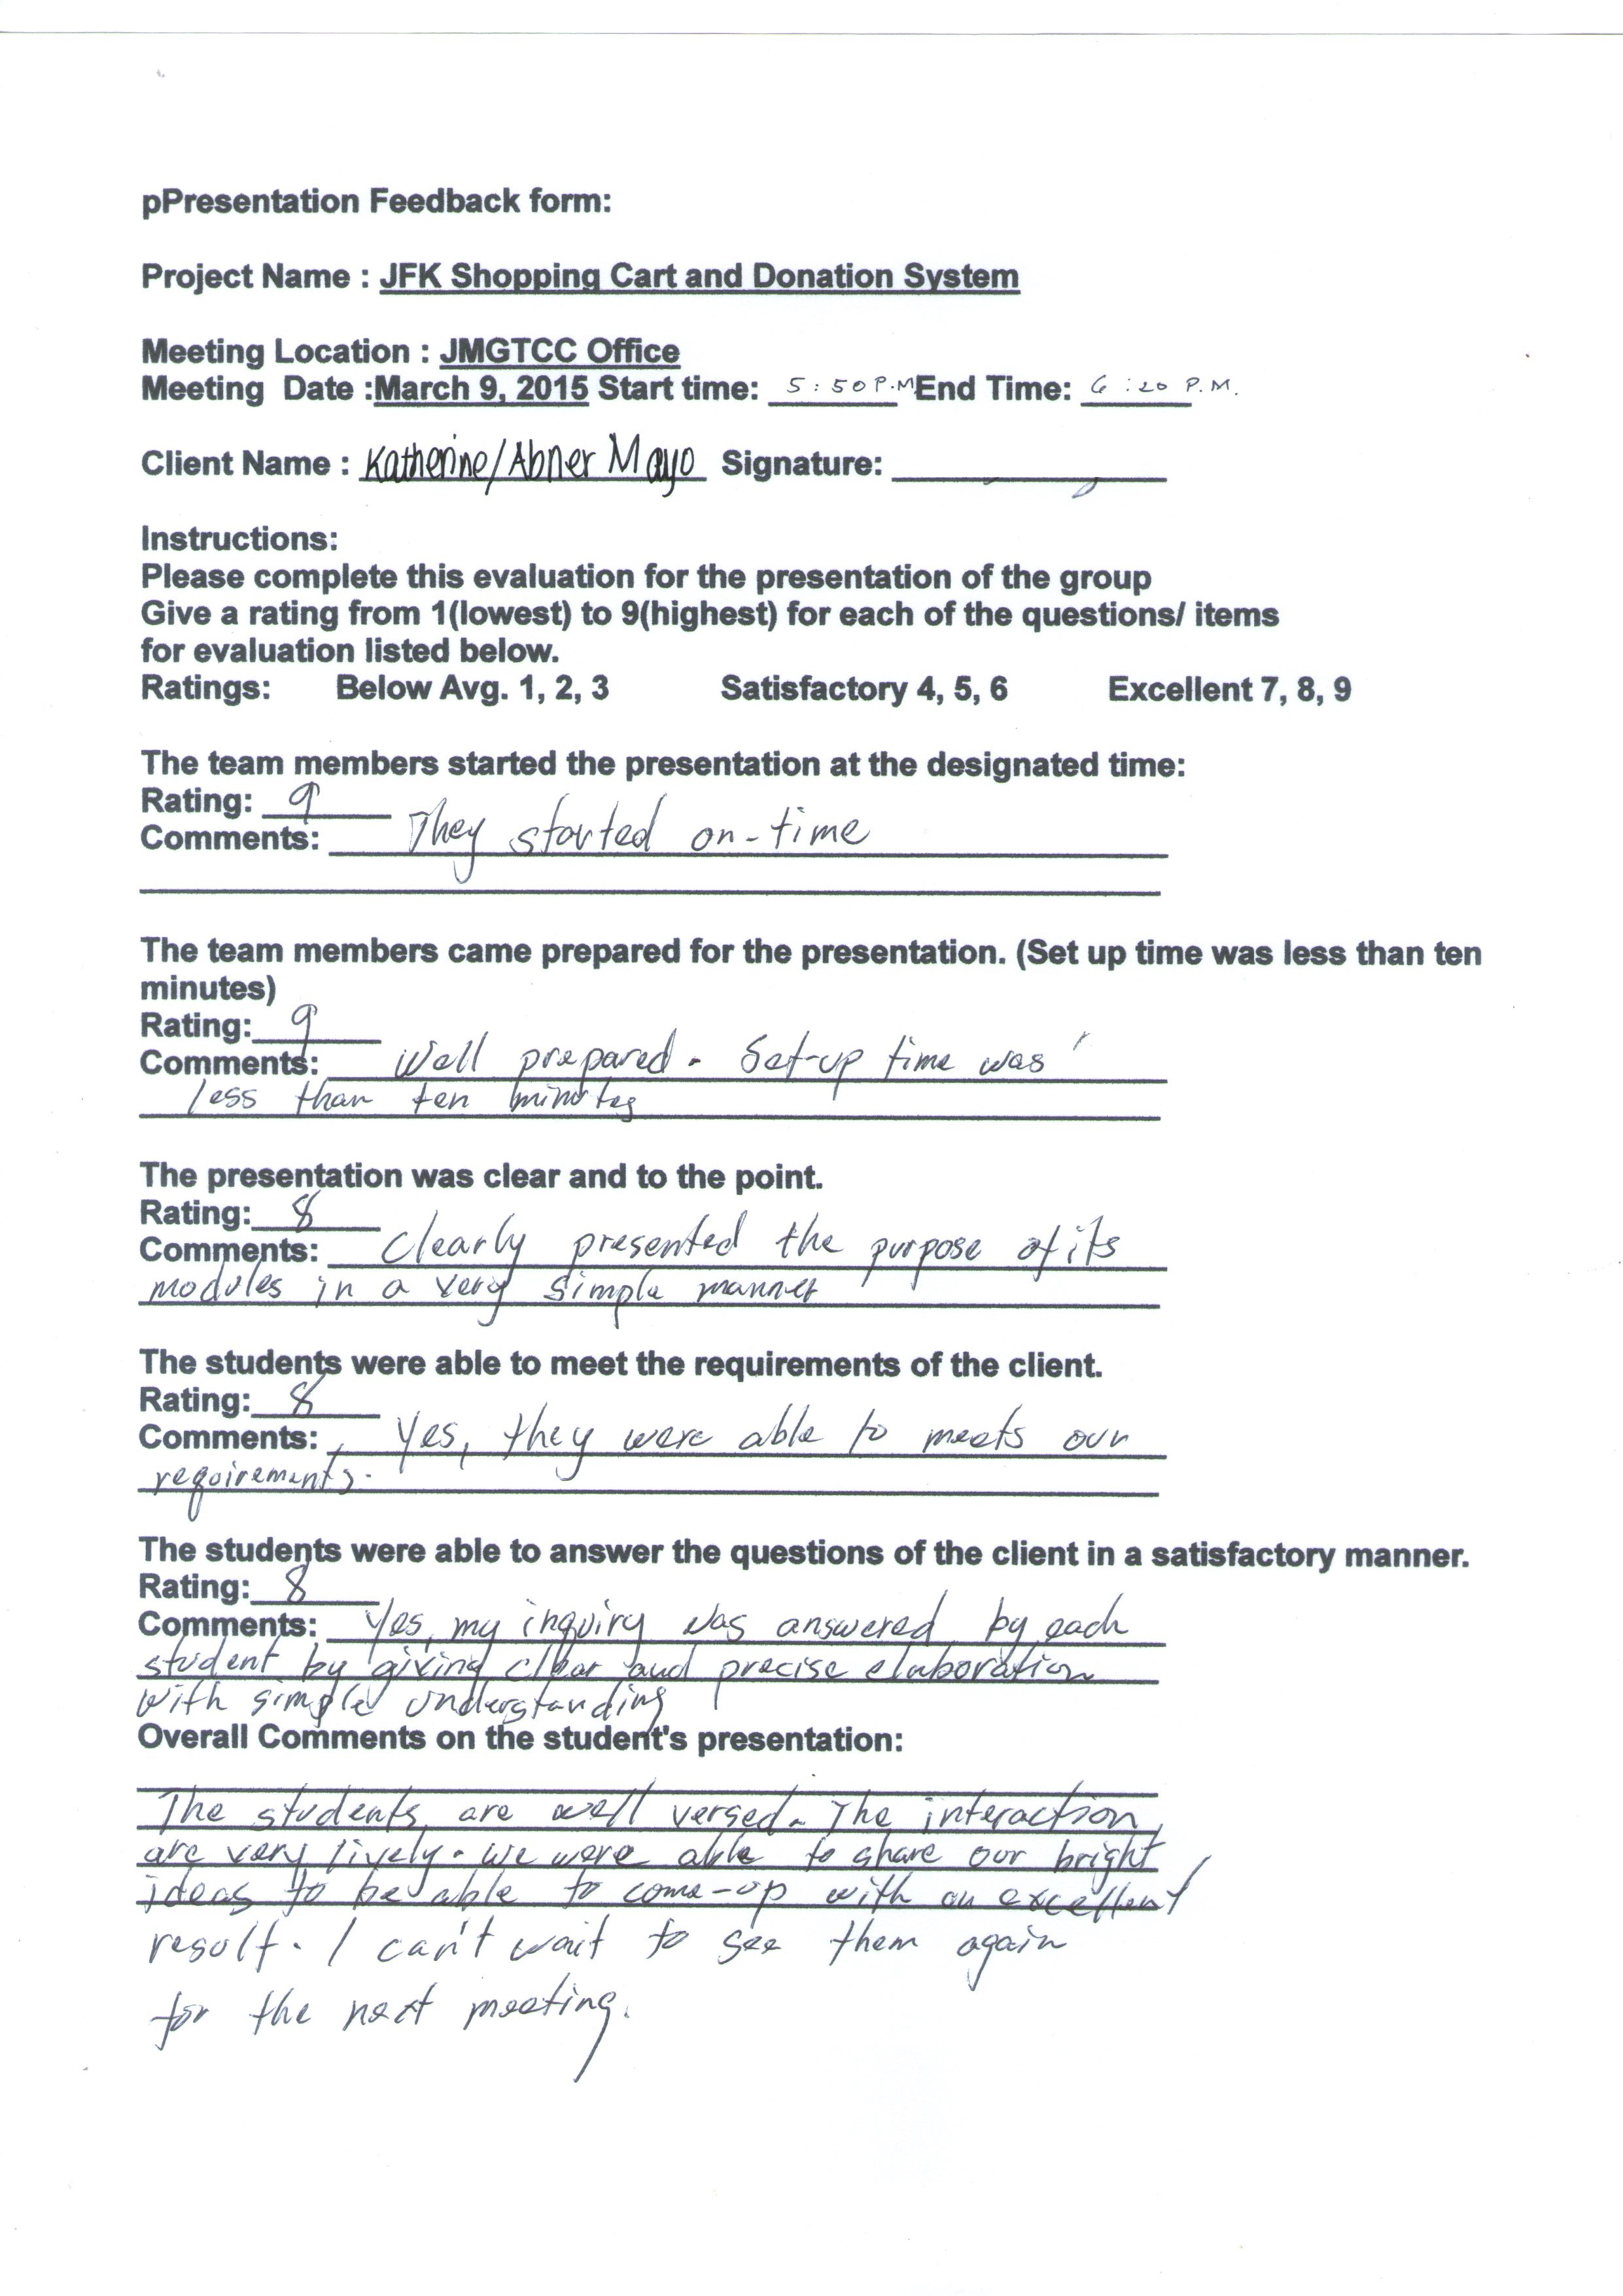 pPresentation Feedback form:
Project Name : JFK Shopping Cart and Donation System
Meeting Location : JMGTCC Office
Meeting Date :March 9, 2015 Start time: 5:50 P.M End Time: 6:20 P.M.
Client Name : Katherine/Abner Mayo Signature:
Instructions:
Please complete this evaluation for the presentation of the group
Give a rating from 1(lowest) to 9(highest) for each of the questions/ items
for evaluation listed below.
Ratings: Below Avg. 1, 2, 3 Satisfactory 4, 5, 6 Excellent 7, 8, 9
The team members started the presentation at the designated time:
Rating: 9
Comments: They started on-time
The team members came prepared for the presentation. (Set up time was less than ten
minutes)
Rating: 9
Comments: Well prepared. Set-up time was
less than ten minutes
The presentation was clear and to the point.
Rating: 8
Comments: Clearly presented the purpose of its
modules in a very simple manner
The students were able to meet the requirements of the client.
Rating: 8
Comments: Yes, they were able to meets our
requirements.
The students were able to answer the questions of the client in a satisfactory manner.
Rating: 8
Comments: Yes, my inquiry was answered by each
student by giving clear and precise elaboration
with simple understanding
Overall Comments on the student's presentation:
The students are well versed. The interaction
are very lively. We were able to share our bright
ideas to be able to come-up with an excellent
result. I can't wait to see them again
for the next meeting.